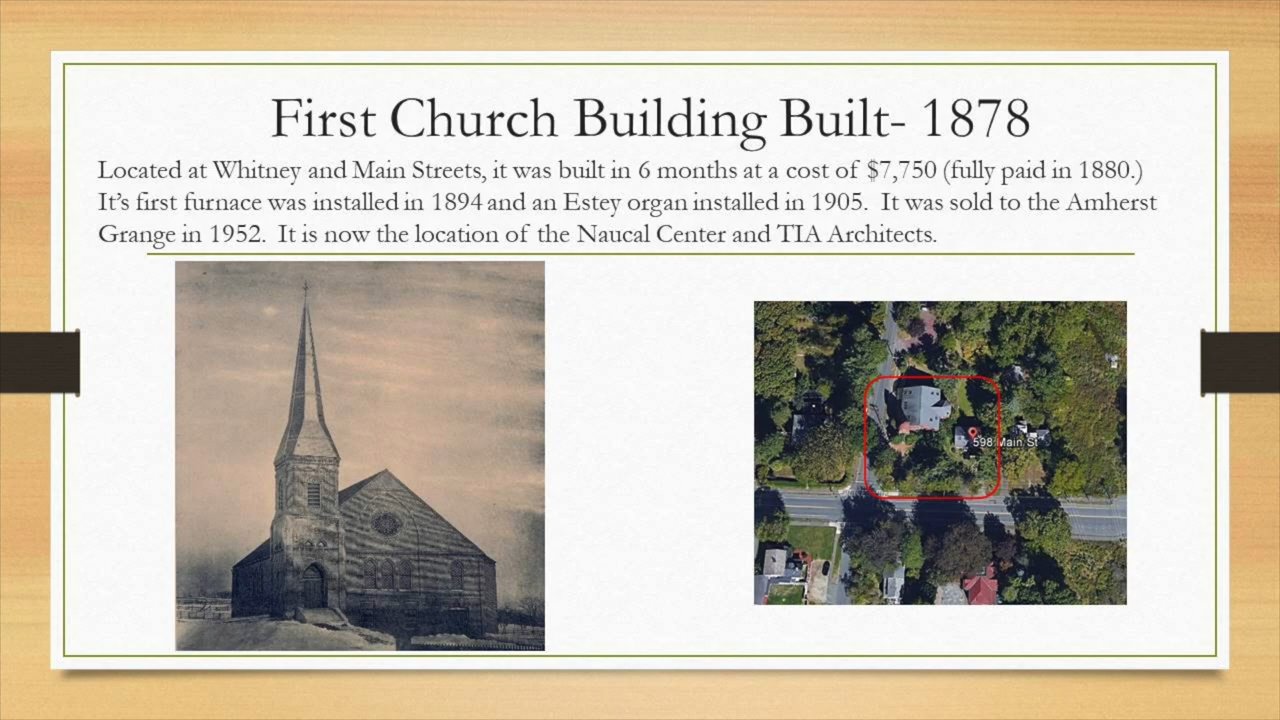 First Church Building Built- 1878
Located at Whitney and Main Streets, it was built in 6 months at a cost of $7,750 (fully paid in 1880.)
It’s first furnace was installed in 1894 and an Estey organ installed in 1905.  It was sold to the Amherst
Grange in 1952.  It is now the location of the Naucal Center and TIA Architects.
598 Main St